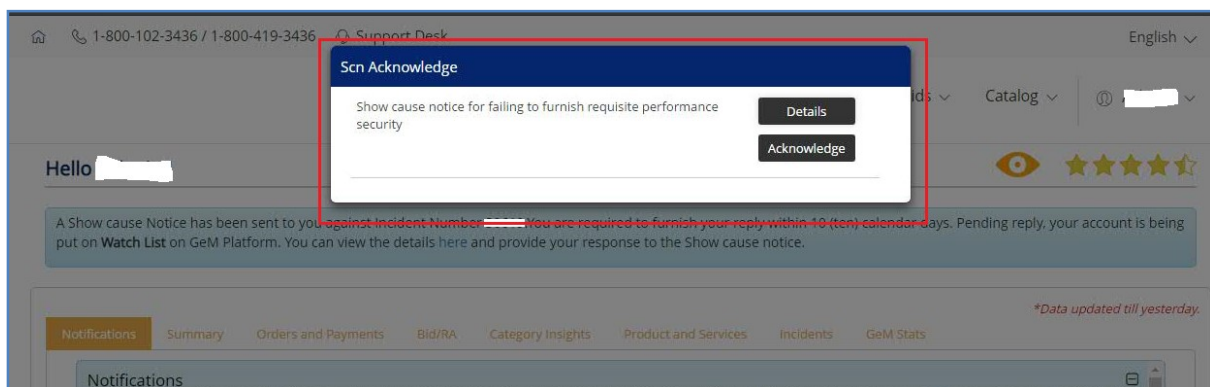 1-800-102-3436 / 1-800-419-3436 Support Desk English
Scn Acknowledge
Show cause notice for failing to furnish requisite performance
security
Details
Acknowledge
ids Catalog
Hello
A Show cause Notice has been sent to you against Incident Number You are required to furnish your reply within 10 (ten) calendar days. Pending reply, your account is being
put on Watch List on GeM Platform. You can view the details here and provide your response to the Show cause notice.
*Data updated till yesterday.
Notifications Summary Orders and Payments Bid/RA Category Insights Product and Services Incidents GeM Stats
Notifications